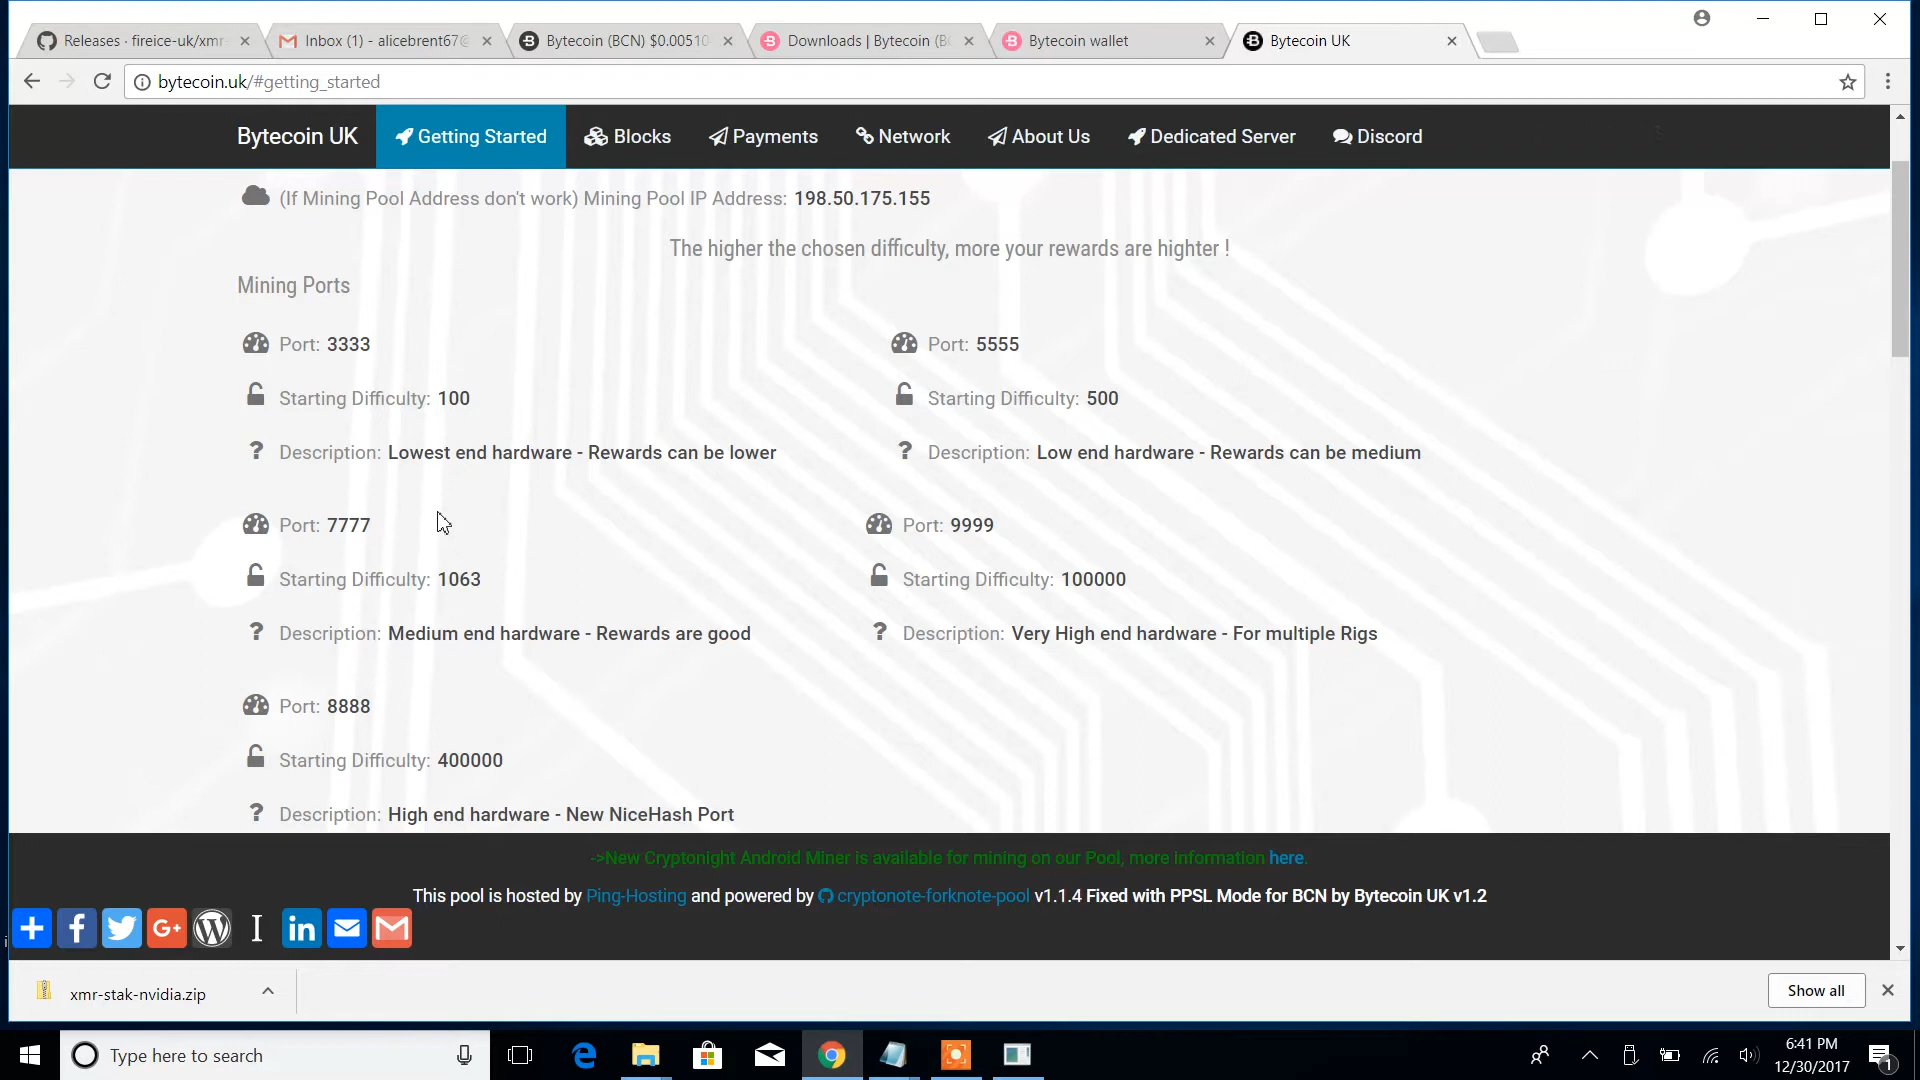 Releases · fireice-uk/xmr
Inbox (1) - alicebrent67@
Bytecoin (BCN) $0.00510
Downloads | Bytecoin (BC
Bytecoin wallet
Bytecoin UK
bytecoin.uk/#getting_started
Bytecoin UK
Getting Started
Blocks
Payments
Network
About Us
Dedicated Server
Discord
(If Mining Pool Address don't work) Mining Pool IP Address: 198.50.175.155
The higher the chosen difficulty, more your rewards are highter !
Mining Ports
Port: 3333
Starting Difficulty: 100
? Description: Lowest end hardware - Rewards can be lower
Port: 5555
Starting Difficulty: 500
? Description: Low end hardware - Rewards can be medium
Port: 7777
Starting Difficulty: 1063
? Description: Medium end hardware - Rewards are good
Port: 9999
Starting Difficulty: 100000
? Description: Very High end hardware - For multiple Rigs
Port: 8888
Starting Difficulty: 400000
? Description: High end hardware - New NiceHash Port
->New Cryptonight Android Miner is available for mining on our Pool, more information here.
This pool is hosted by Ping-Hosting and powered by cryptonote-forknote-pool v1.1.4 Fixed with PPSL Mode for BCN by Bytecoin UK v1.2
xmr-stak-nvidia.zip
Show all
Type here to search
6:41 PM
12/30/2017
1